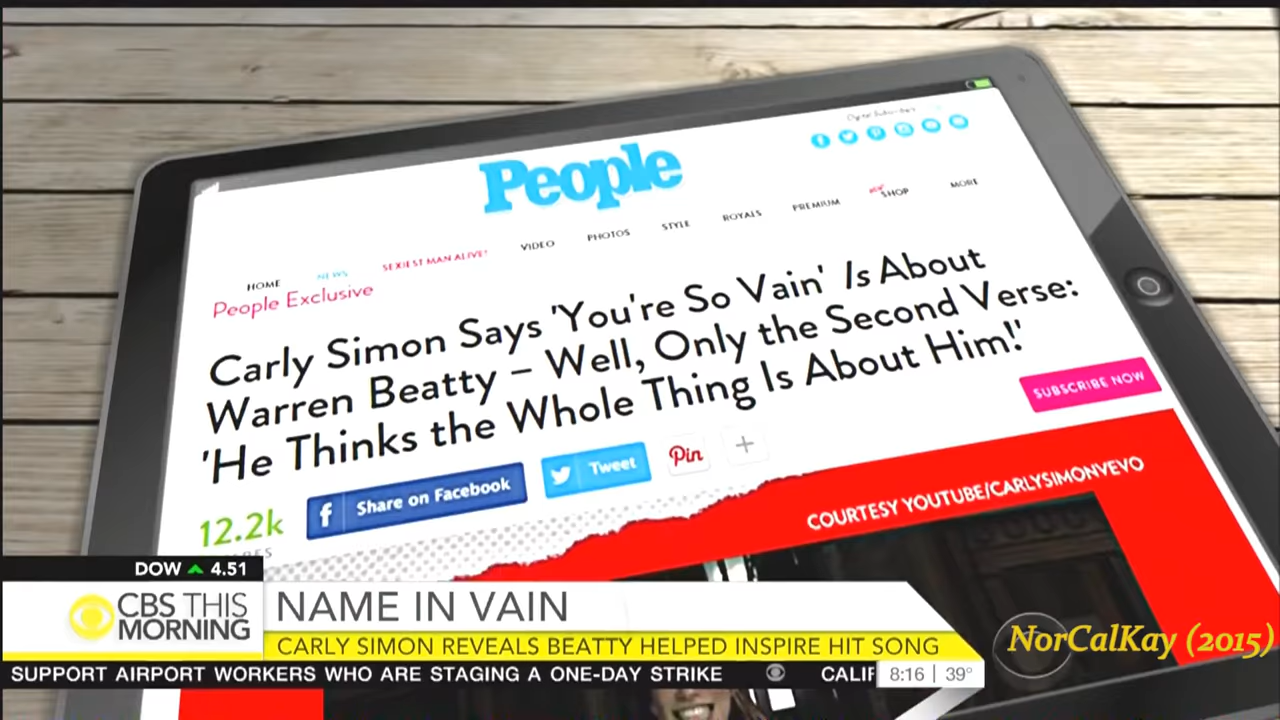 People
HOME NEWS SEXIEST MAN ALIVE! VIDEO PHOTOS STYLE ROYALS PREMIUM NEW SHOP MORE
People Exclusive
Carly Simon Says 'You're So Vain' Is About
Warren Beatty – Well, Only the Second Verse:
'He Thinks the Whole Thing Is About Him!'
SUBSCRIBE NOW
12.2k
f Share on Facebook Tweet Pin +
COURTESY YOUTUBE/CARLYSIMONVEVO
DOW 4.51
CBS THIS
MORNING
NAME IN VAIN
CARLY SIMON REVEALS BEATTY HELPED INSPIRE HIT SONG
NorCalKay (2015)
SUPPORT AIRPORT WORKERS WHO ARE STAGING A ONE-DAY STRIKE CALIF 8:16 39°